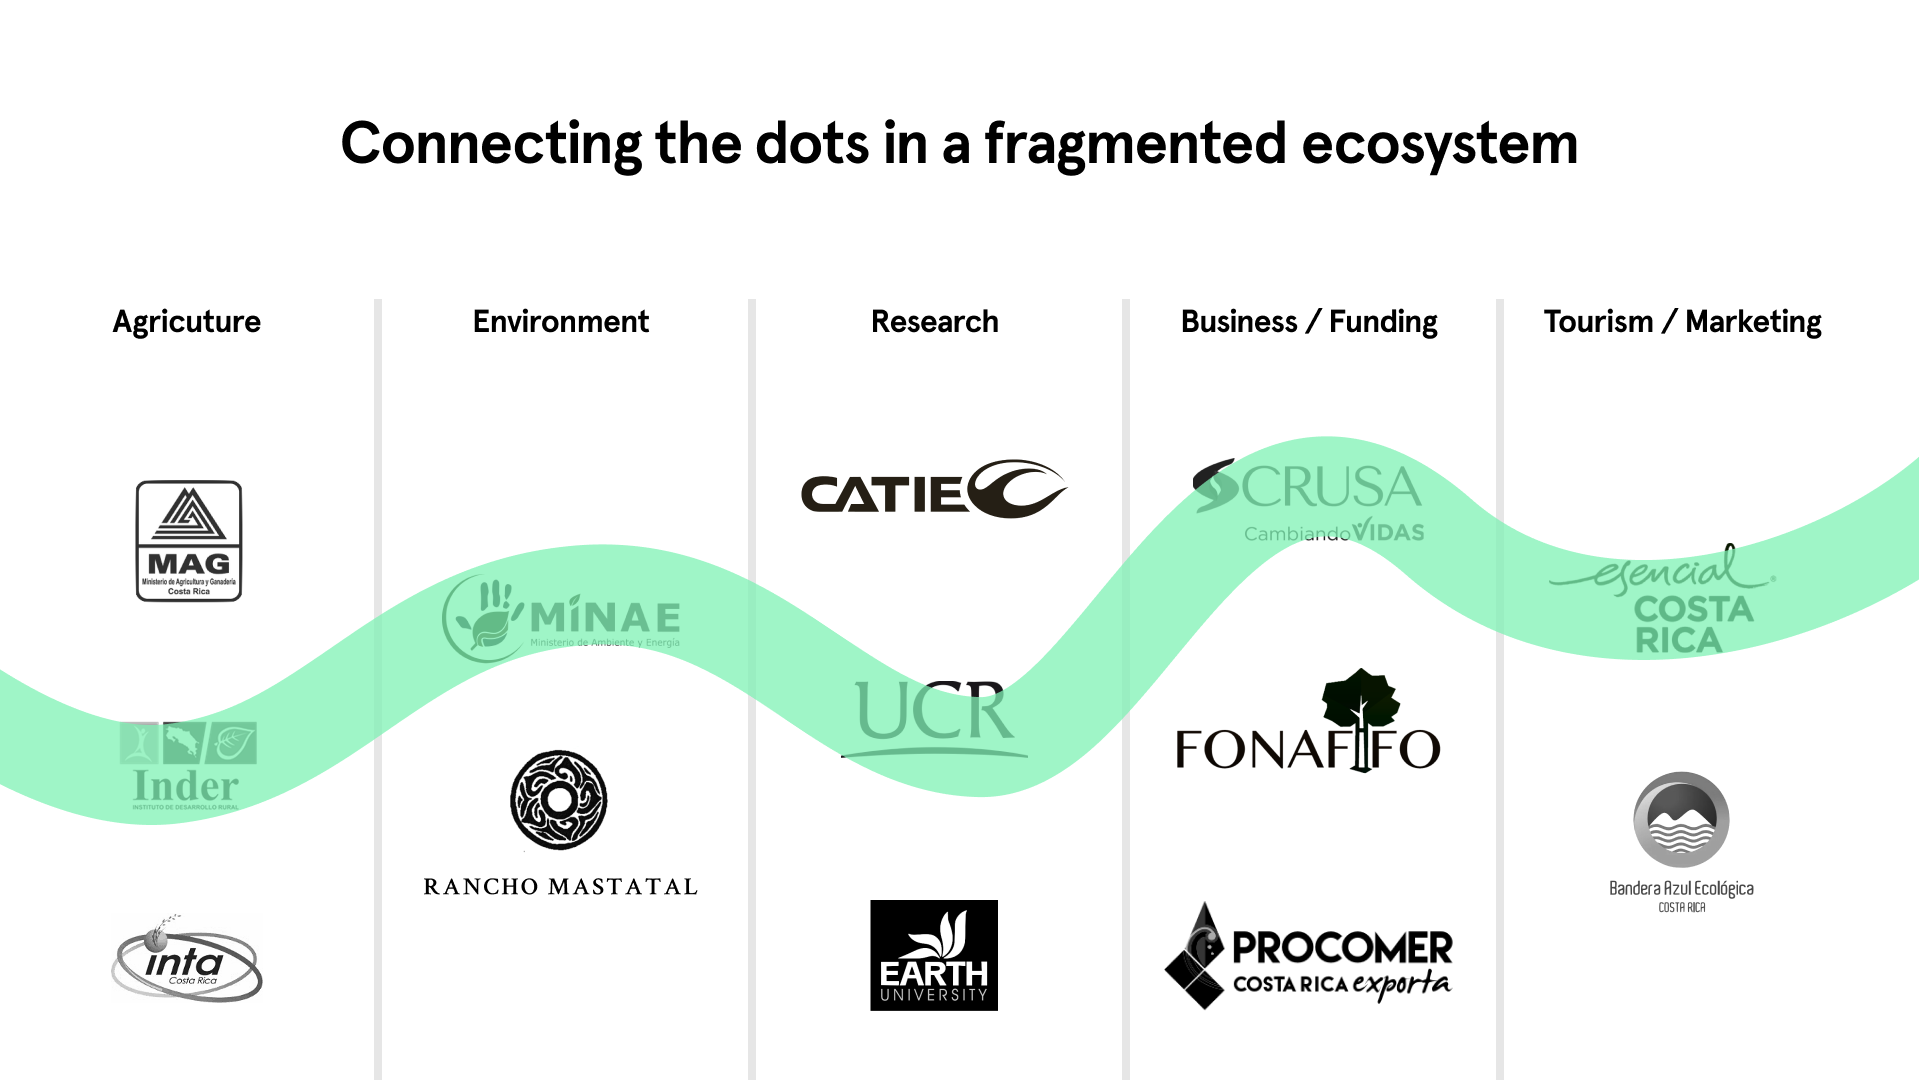 Connecting the dots in a fragmented ecosystem
Agricuture
MAG
Ministerio de Agricultura y Ganadería
Costa Rica
Inder
INSTITUTO DE DESARROLLO RURAL
inta
Costa Rica
Environment
MINAE
Ministerio de Ambiente y Energía
RANCHO MASTATAL
Research
CATIE
UCR
EARTH
UNIVERSITY
Business / Funding
CRUSA
CambiandoVIDAS
FONAFIFO
PROCOMER
COSTA RICA exporta
Tourism / Marketing
esencial
COSTA
RICA
Bandera Azul Ecológica
COSTA RICA